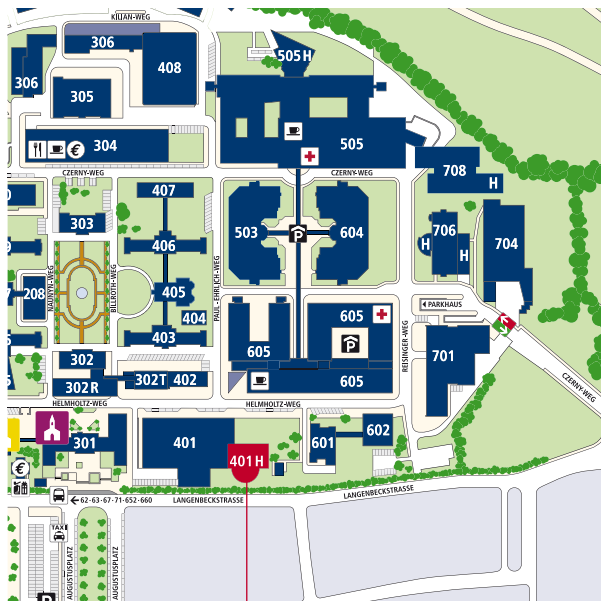 KILIAN-WEG
306
408
505 H
306
305
505
304
€
CZERNY-WEG
CZERNY-WEG
708
H
407
303
503
P
604
706
H
H
704
406
NAUNYN-WEG
BILLROTH-WEG
PAUL-EHRLICH-WEG
208
405
404
403
PARKHAUS
605
605
P
REISINGER-WEG
701
302
302 R
302T
402
605
CZERNY-WEG
HELMHOLTZ-WEG
HELMHOLTZ-WEG
301
401
401 H
601
602
€
62-63-67-71-652-660
LANGENBECKSTRASSE
LANGENBECKSTRASSE
TAXI
AUGUSTUSPLATZ
AUGUSTUSPLATZ
P